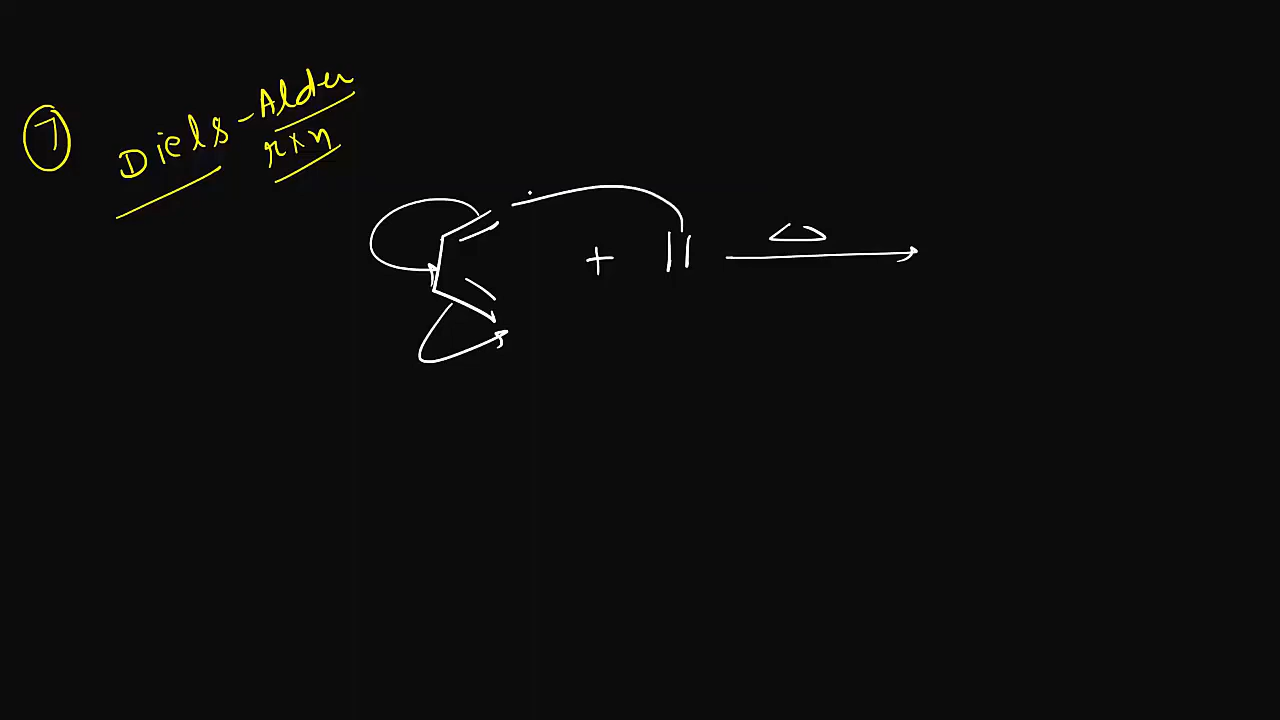 7 Diels-Alder
rxn
+ Δ